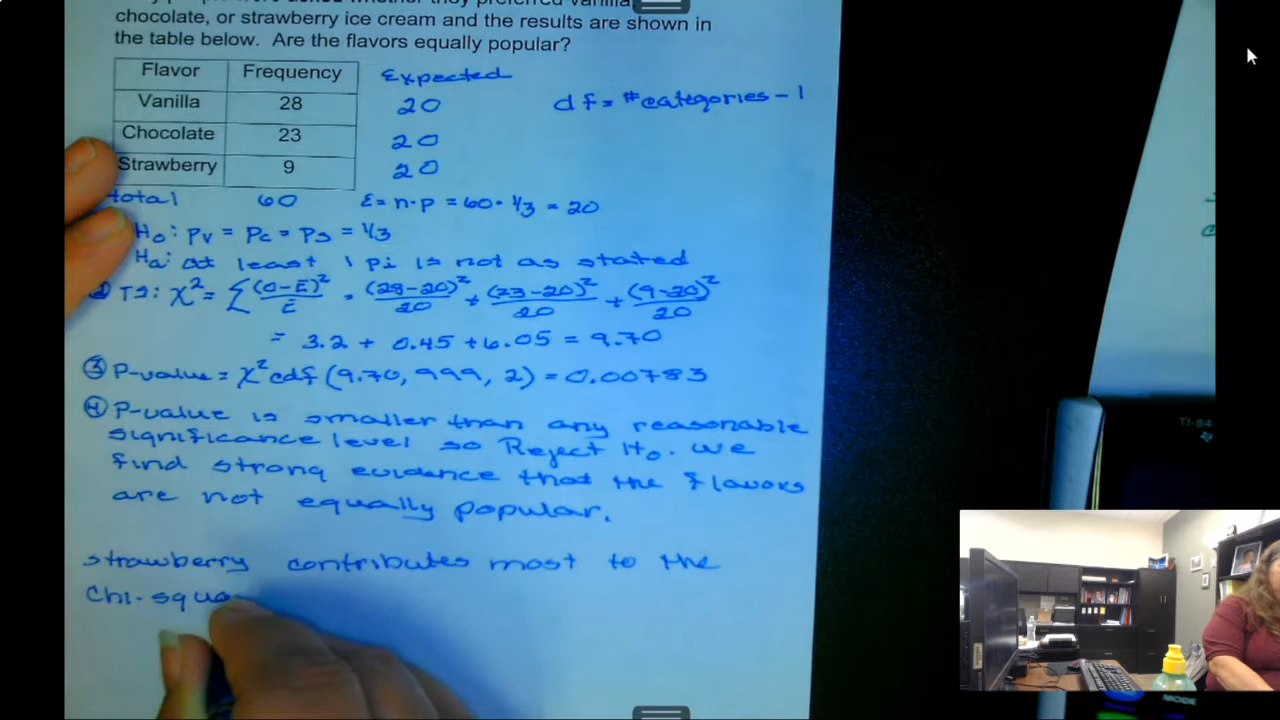 chocolate, or strawberry ice cream and the results are shown in
the table below. Are the flavors equally popular?
Flavor Frequency Expected
Vanilla 28 20 df = #categories - 1
Chocolate 23 20
Strawberry 9 20
total 60 E = n·p = 60 · 1/3 = 20
Ho: pv = pc = ps = 1/3
Ha: at least 1 pi is not as stated
② TS: χ² = Σ (O-E)²/E = (28-20)²/20 + (23-20)²/20 + (9-20)²/20
= 3.2 + 0.45 + 6.05 = 9.70
③ P-value = χ²cdf (9.70, 999, 2) = 0.00783
④ P-value is smaller than any reasonable
significance level so Reject Ho. we
find strong evidence that the flavors
are not equally popular.
strawberry contributes most to the
Chi-squa
TI-84